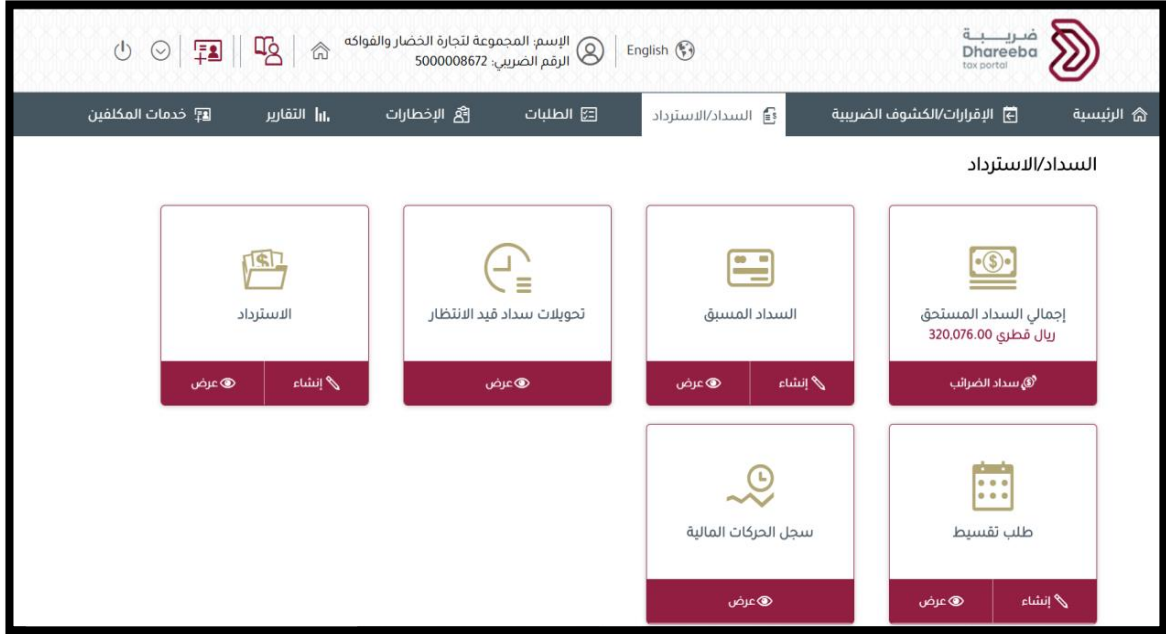 ضريـــبــة
Dhareeba
tax portal
English
الإسم: المجموعة لتجارة الخضار والفواكه
الرقم الضريبي: 5000008672
الرئيسية
الإقرارات/الكشوف الضريبية
السداد/الاسترداد
الطلبات
الإخطارات
التقارير
خدمات المكلفين
السداد/الاسترداد
إجمالي السداد المستحق
ريال قطري 320,076.00
سداد الضرائب
السداد المسبق
إنشاء
عرض
تحويلات سداد قيد الانتظار
عرض
الاسترداد
إنشاء
عرض
طلب تقسيط
إنشاء
عرض
سجل الحركات المالية
عرض